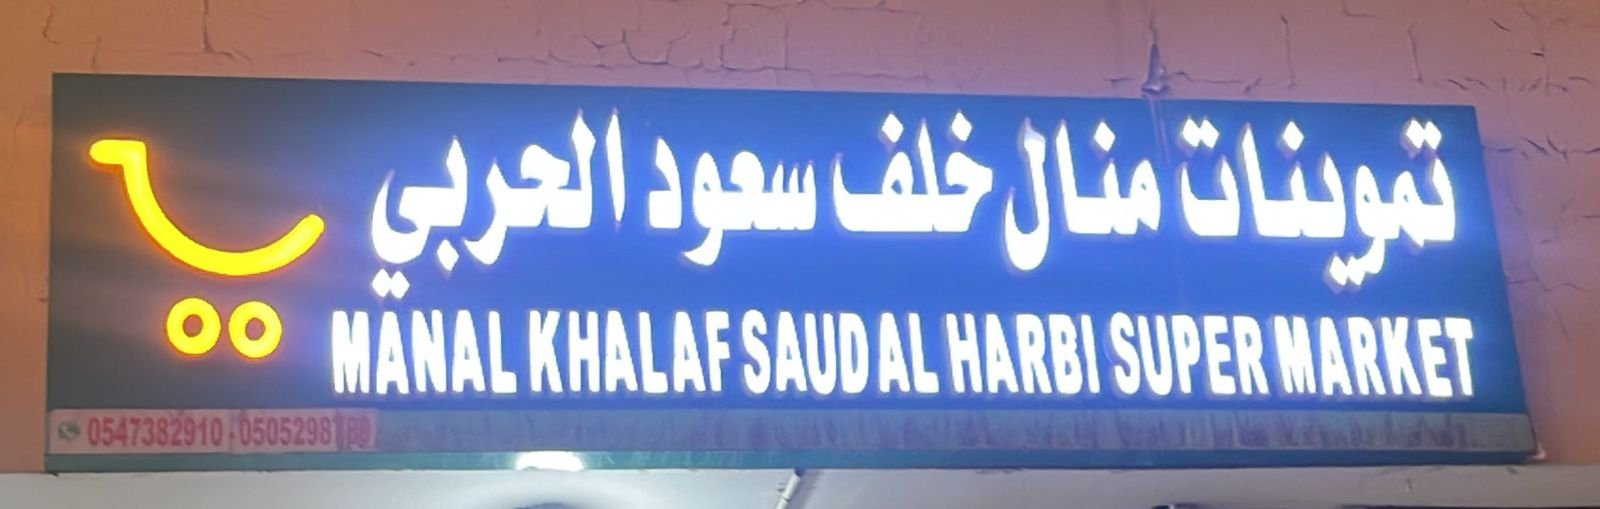 تموينات منال خلف سعود الحربي
MANAL KHALAF SAUD AL HARBI SUPER MARKET
0547382910 -